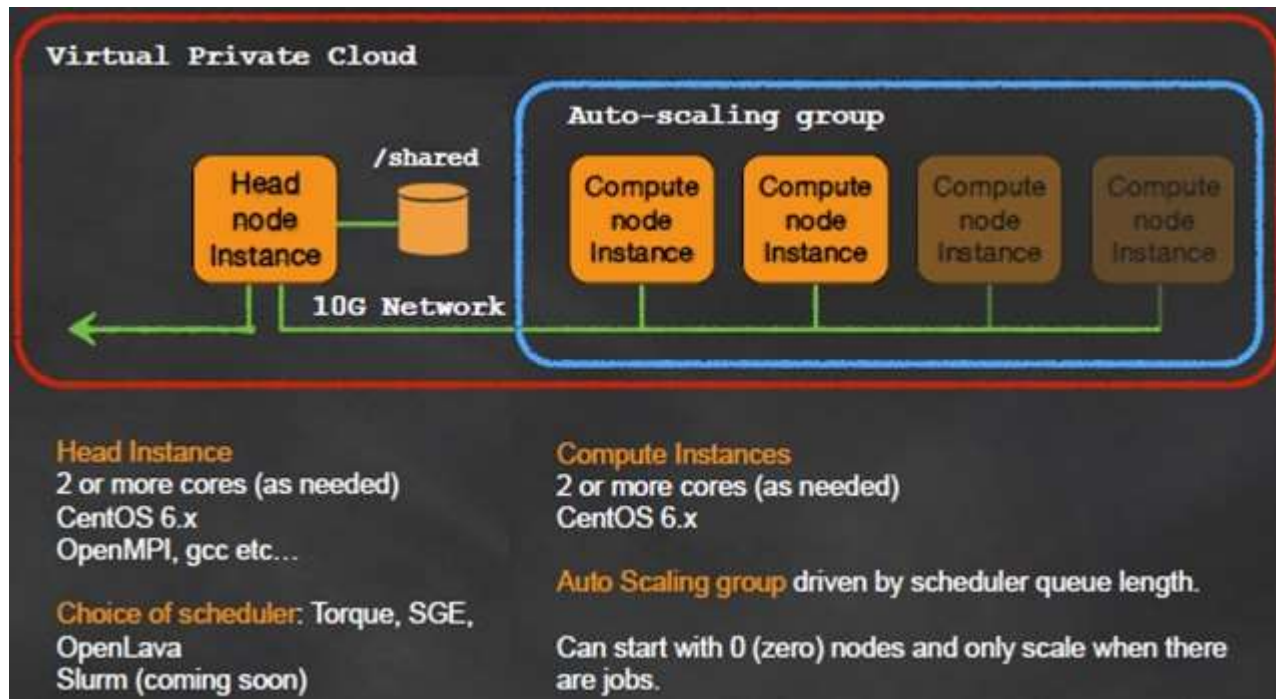 Virtual Private Cloud
Auto-scaling group
/shared
Head
node
Instance
Compute
node
Instance
Compute
node
Instance
Compute
node
Instance
Compute
node
Instance
10G Network
Head Instance
2 or more cores (as needed)
CentOS 6.x
OpenMPI, gcc etc…
Choice of scheduler: Torque, SGE,
OpenLava
Slurm (coming soon)
Compute Instances
2 or more cores (as needed)
CentOS 6.x
Auto Scaling group driven by scheduler queue length.
Can start with 0 (zero) nodes and only scale when there
are jobs.